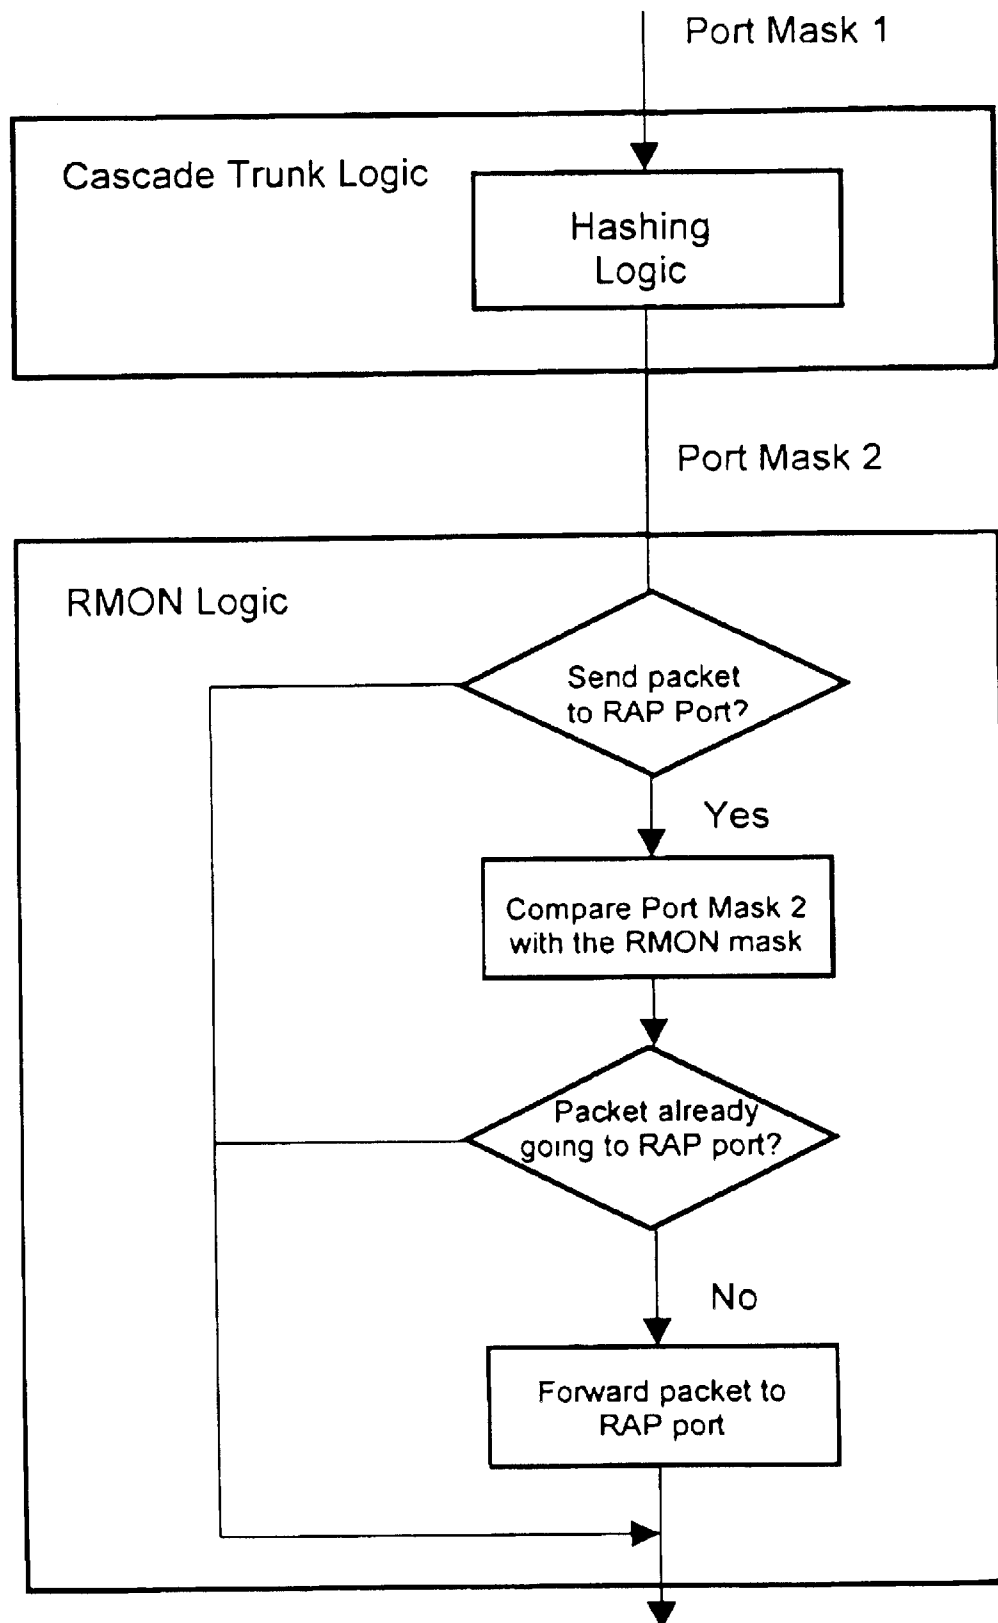 Port Mask 1
Cascade Trunk Logic
Hashing
Logic
Port Mask 2
RMON Logic
Send packet
to RAP Port?
Yes
Compare Port Mask 2
with the RMON mask
Packet already
going to RAP port?
No
Forward packet to
RAP port